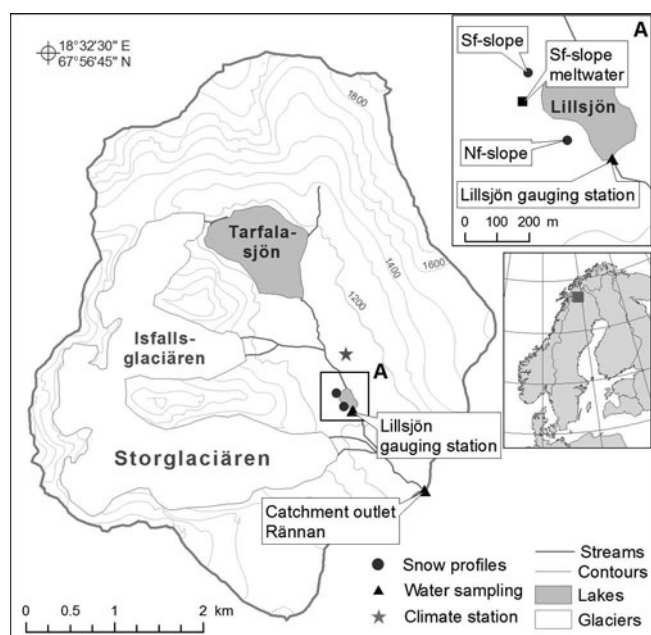 18°32'30" E
67°56'45" N
1800
1600
1400
1200
Tarfala-
sjön
Isfalls-
glaciären
Storglaciären
A
Lillsjön
gauging station
Catchment outlet
Rännan
0 0.5 1 2 km
A
Sf-slope
Sf-slope
meltwater
Lillsjön
Nf-slope
Lillsjön gauging station
0 100 200
m
Snow profiles
Water sampling
Climate station
Streams
Contours
Lakes
Glaciers